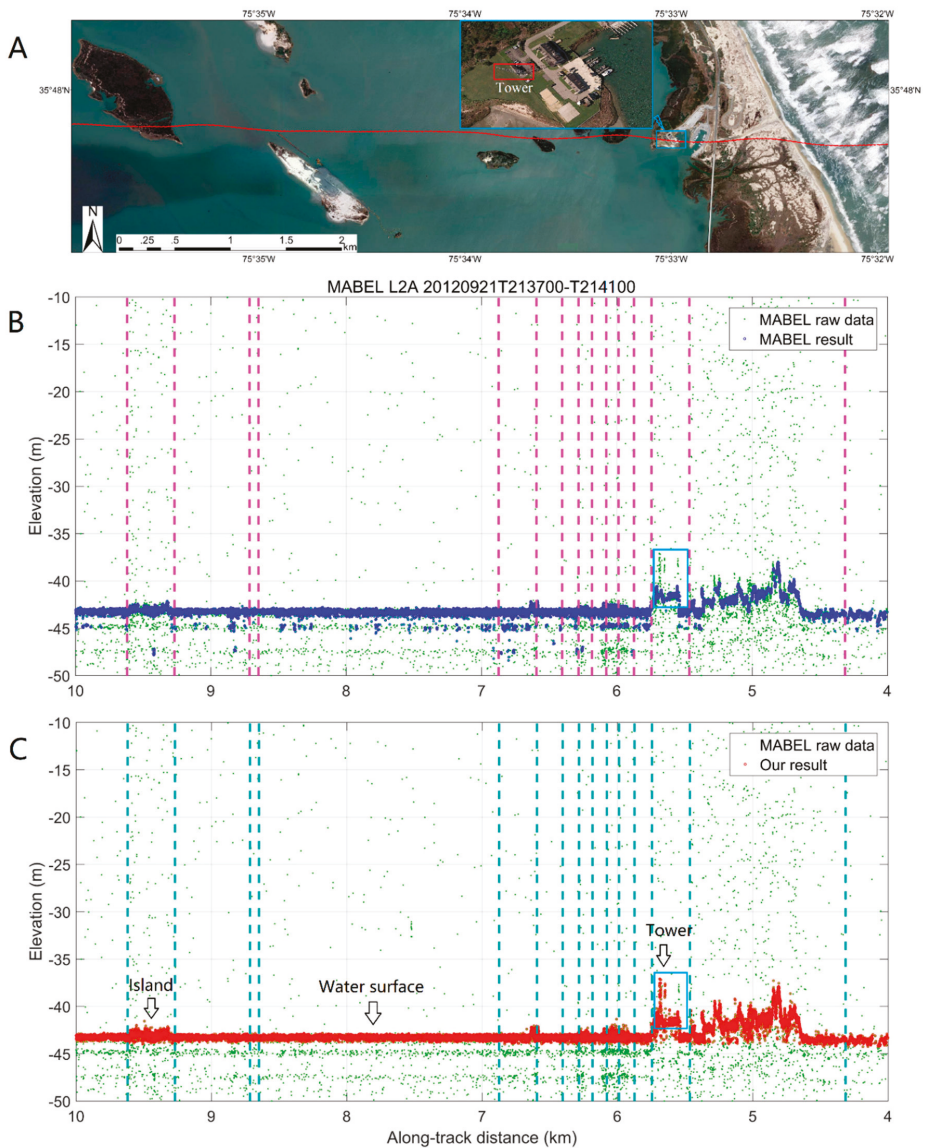 A
75°35'W 75°34'W 75°33'W 75°32'W
35°48'N 35°48'N
Tower
N
0 .25 .5 1 1.5 2
km
75°35'W 75°34'W 75°33'W 75°32'W
MABEL L2A 20120921T213700-T214100
B
-10
-15
-20
-25
-30
-35
-40
-45
-50
Elevation (m)
MABEL raw data
MABEL result
10 9 8 7 6 5 4
C
-10
-15
-20
-25
-30
-35
-40
-45
-50
Elevation (m)
MABEL raw data
Our result
Tower
Island
Water surface
10 9 8 7 6 5 4
Along-track distance (km)